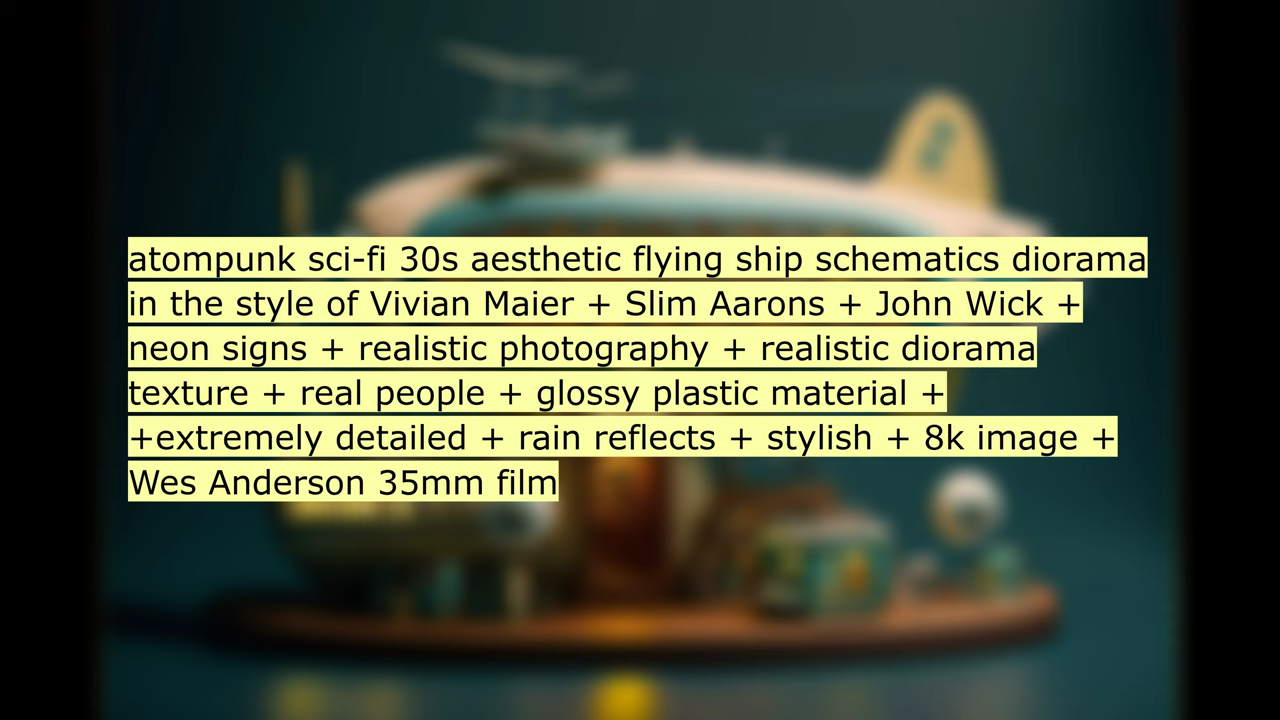 atompunk sci-fi 30s aesthetic flying ship schematics diorama
in the style of Vivian Maier + Slim Aarons + John Wick +
neon signs + realistic photography + realistic diorama
texture + real people + glossy plastic material +
+extremely detailed + rain reflects + stylish + 8k image +
Wes Anderson 35mm film